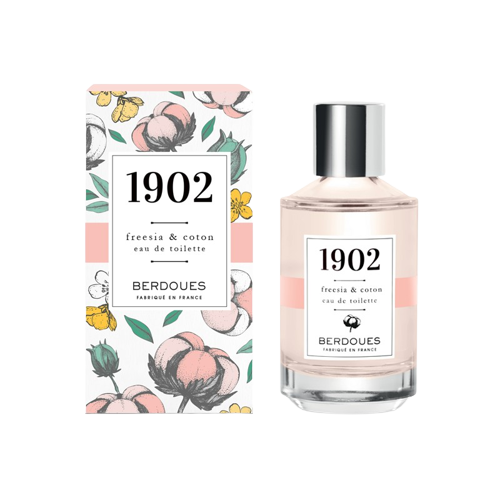 1902
freesia & coton
eau de toilette
BERDOUES
FABRIQUÉ EN FRANCE
1902
freesia & coton
eau de toilette
BERDOUES
FABRIQUÉ EN FRANCE